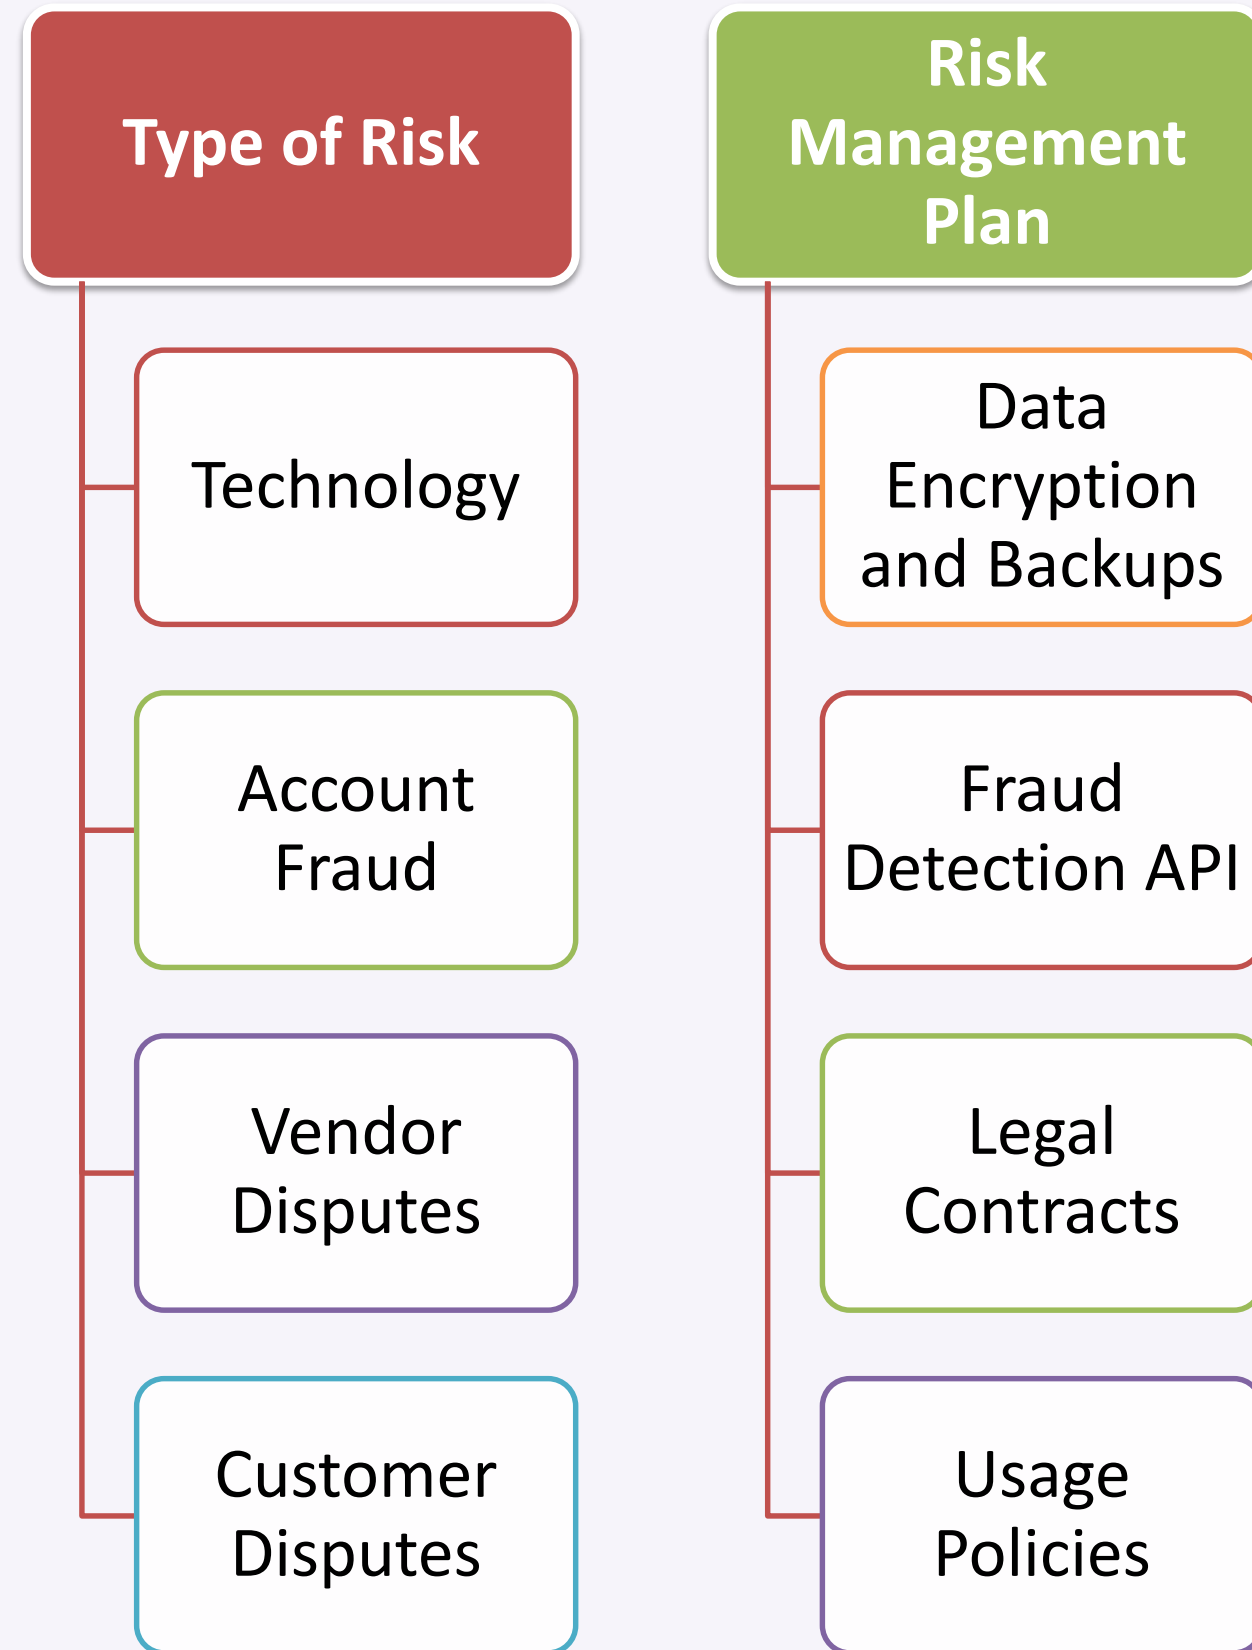 Type of Risk
Technology
Account
Fraud
Vendor
Disputes
Customer
Disputes
Risk
Management
Plan
Data
Encryption
and Backups
Fraud
Detection API
Legal
Contracts
Usage
Policies